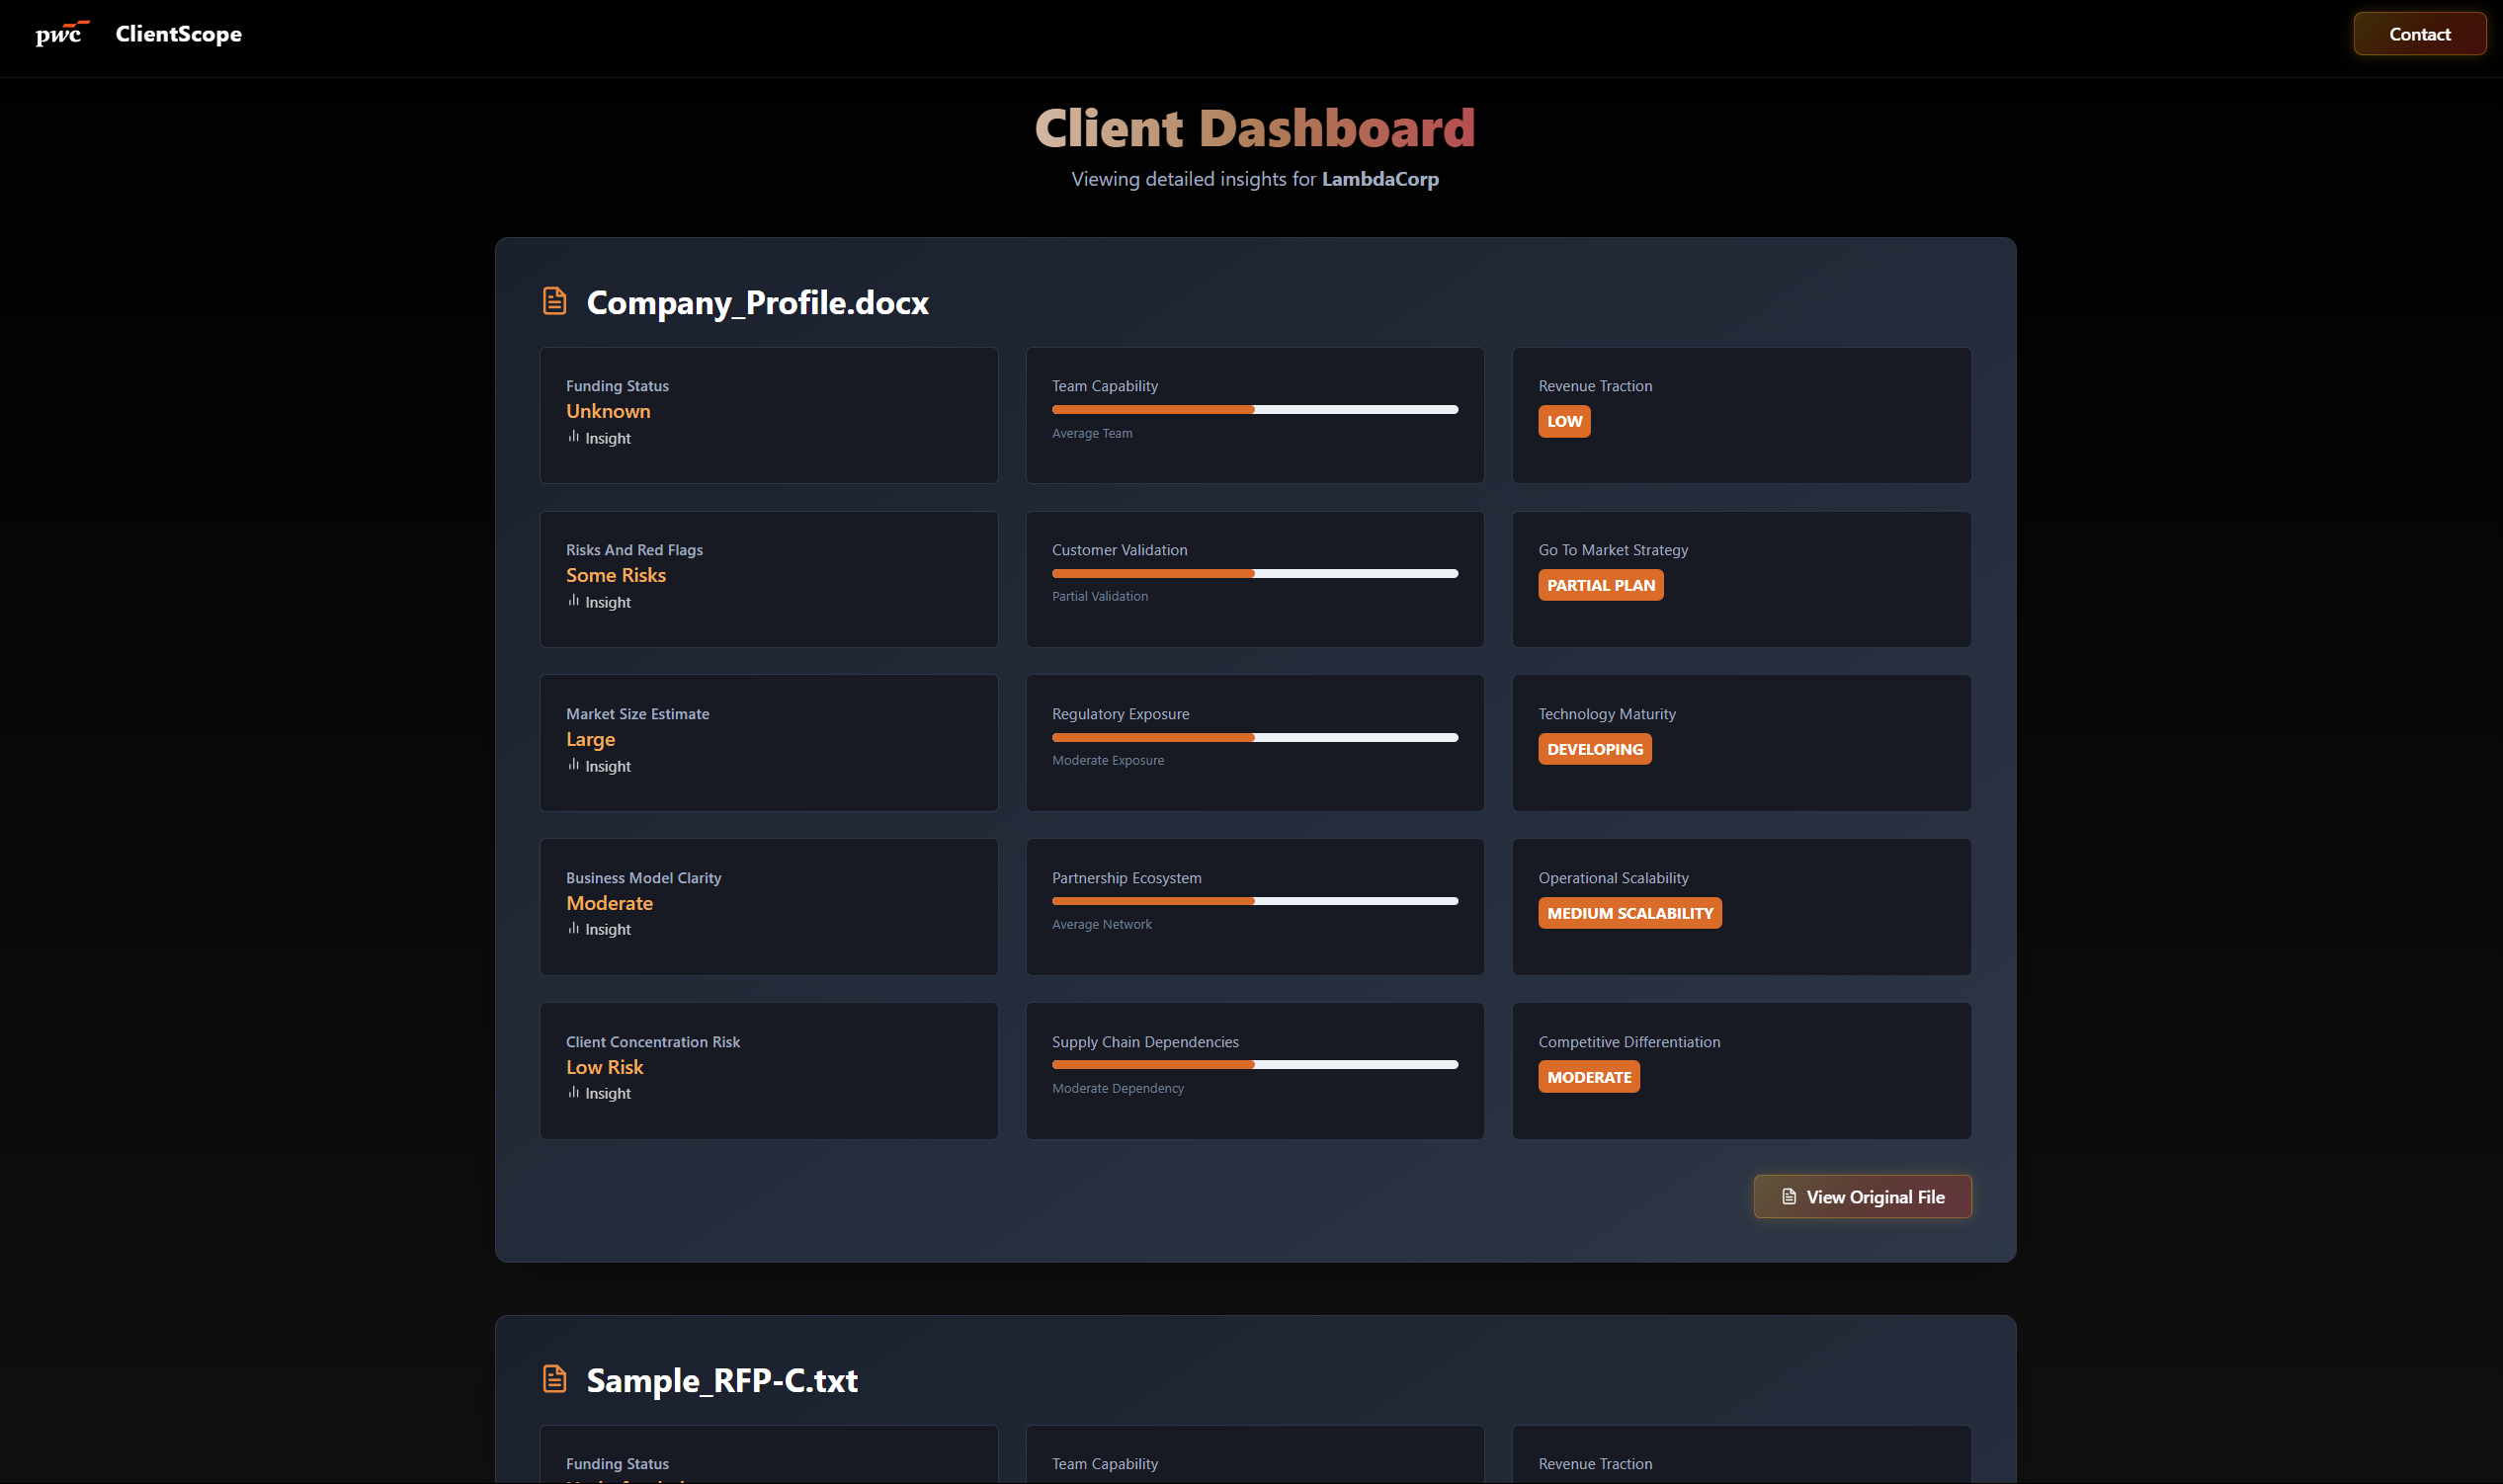 pwc ClientScope Contact
Client Dashboard
Viewing detailed insights for LambdaCorp
Company_Profile.docx
Funding Status
Unknown
Insight
Team Capability
Average Team
Revenue Traction
LOW
Risks And Red Flags
Some Risks
Insight
Customer Validation
Partial Validation
Go To Market Strategy
PARTIAL PLAN
Market Size Estimate
Large
Insight
Regulatory Exposure
Moderate Exposure
Technology Maturity
DEVELOPING
Business Model Clarity
Moderate
Insight
Partnership Ecosystem
Average Network
Operational Scalability
MEDIUM SCALABILITY
Client Concentration Risk
Low Risk
Insight
Supply Chain Dependencies
Moderate Dependency
Competitive Differentiation
MODERATE
View Original File
Sample_RFP-C.txt
Funding Status
Team Capability
Revenue Traction